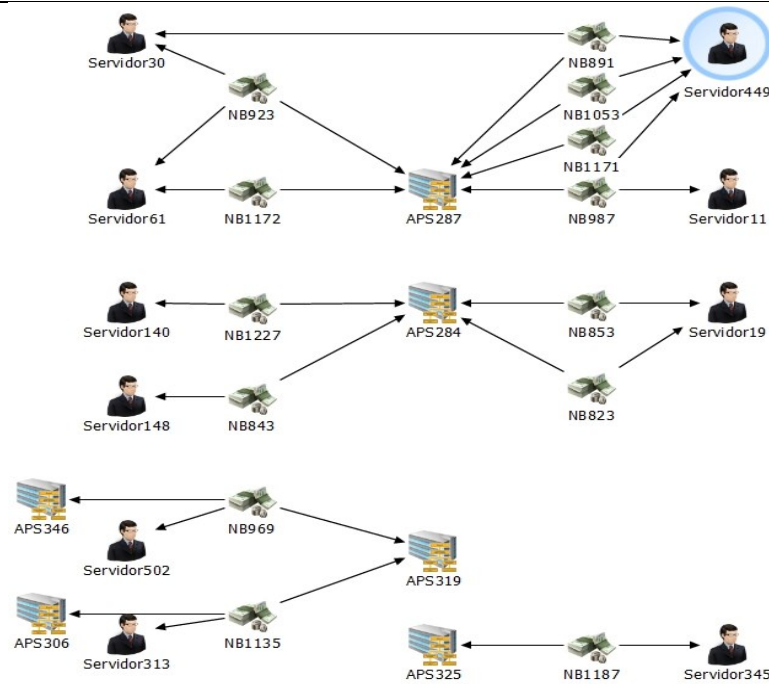 Servidor30
NB891
Servidor449
NB923
NB1053
NB1171
Servidor61
NB1172
APS287
NB987
Servidor11
Servidor140
NB1227
APS284
NB853
Servidor19
Servidor148
NB843
NB823
APS346
NB969
Servidor502
APS319
APS306
NB1135
Servidor313
APS325
NB1187
Servidor345